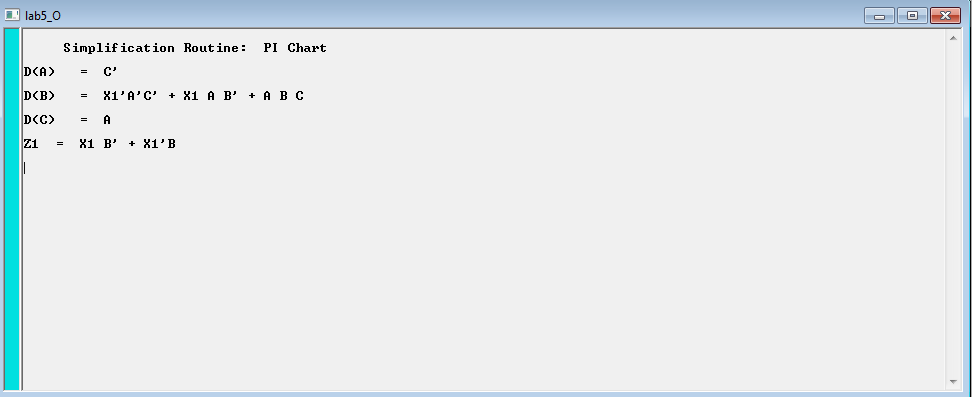 lab5_O
Simplification Routine:  PI Chart
D(A)   =  C'
D(B)   =  X1'A'C' + X1 A B' + A B C
D(C)   =  A
Z1  =  X1 B' + X1'B